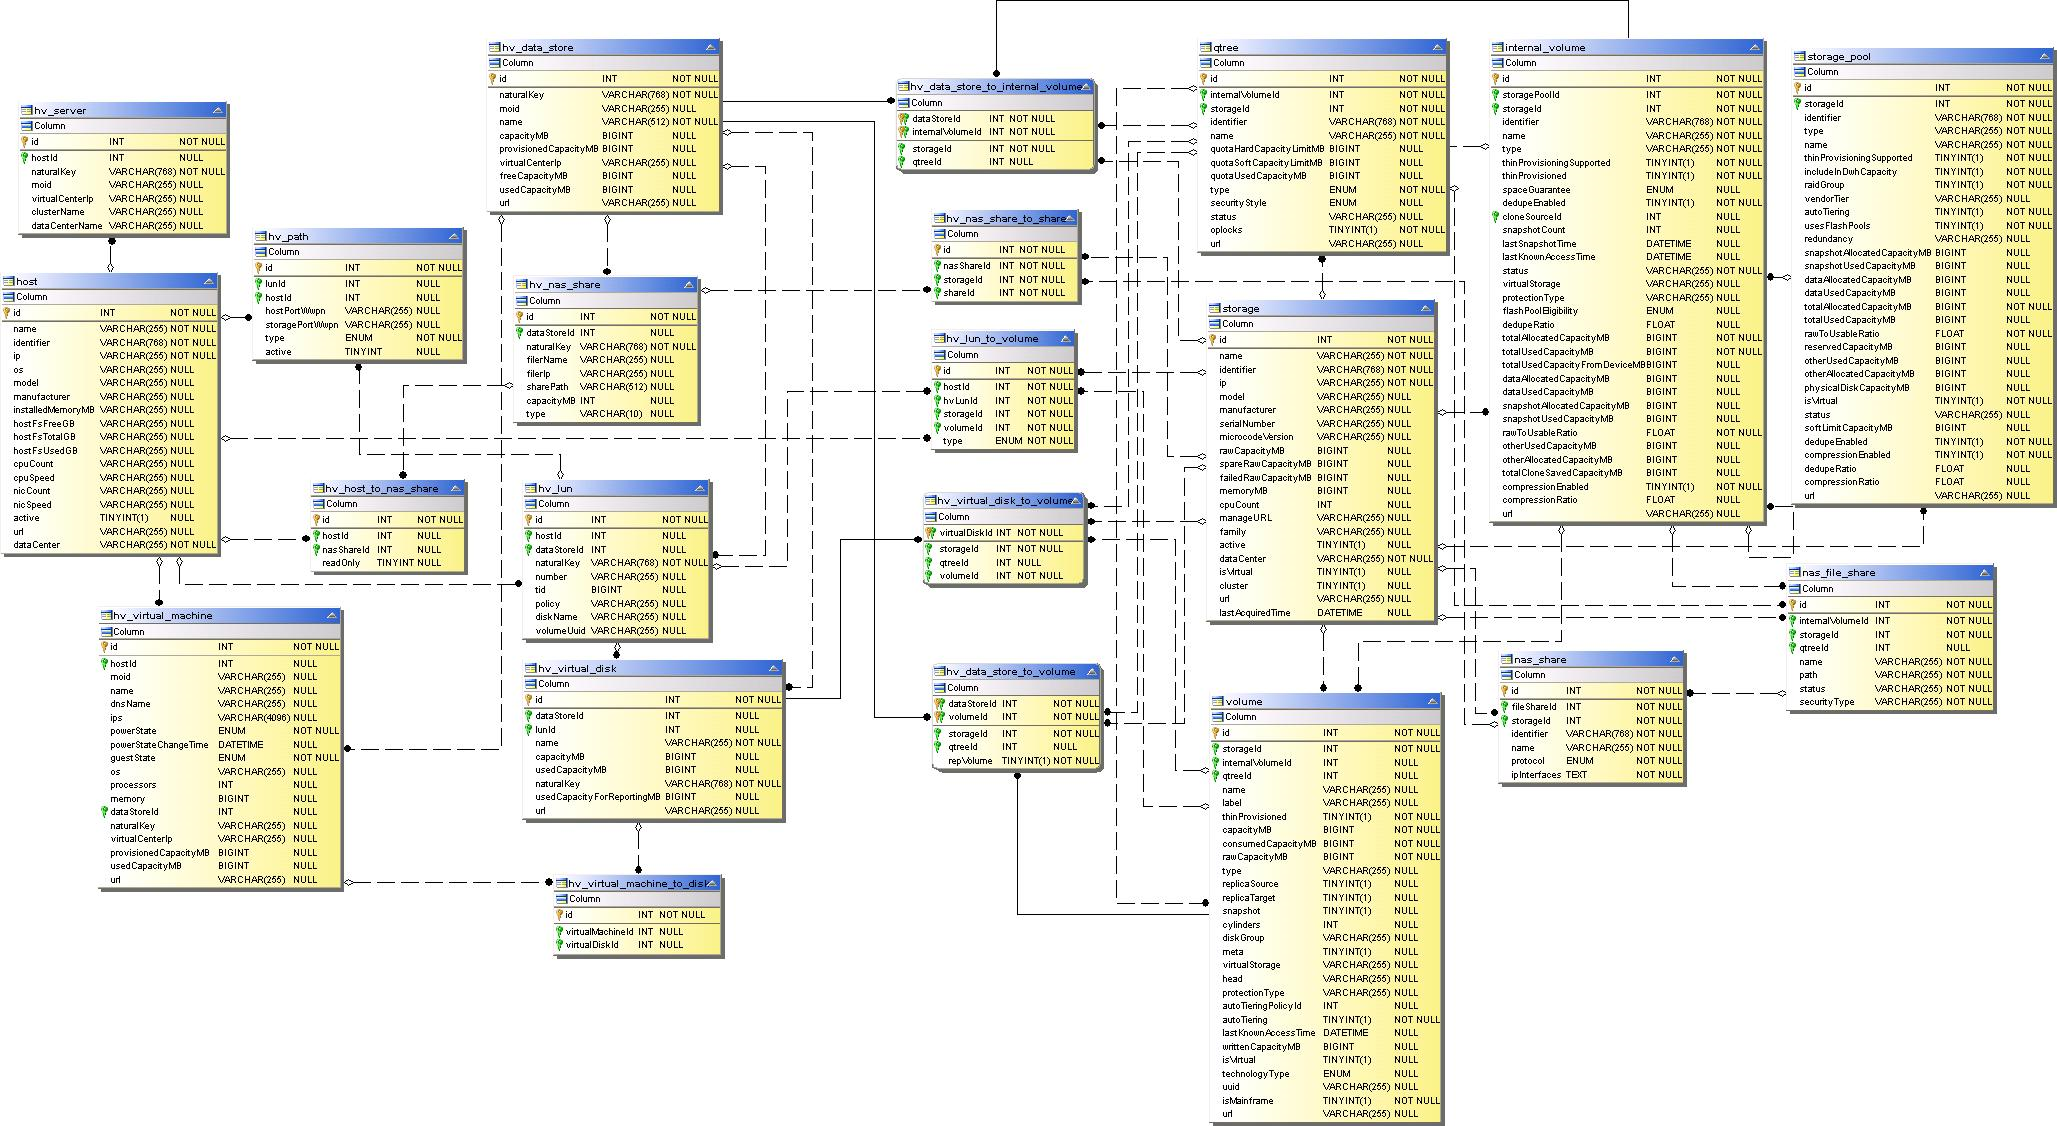 hv_server
Column
id INT NOT NULL
hostId INT NULL
naturalKey VARCHAR(768) NOT NULL
moid VARCHAR(255) NULL
virtualCenterIp VARCHAR(255) NULL
clusterName VARCHAR(255) NULL
dataCenterName VARCHAR(255) NULL
host
Column
id INT NOT NULL
name VARCHAR(255) NOT NULL
identifier VARCHAR(768) NOT NULL
ip VARCHAR(255) NOT NULL
os VARCHAR(255) NULL
model VARCHAR(255) NULL
manufacturer VARCHAR(255) NULL
installedMemoryMB VARCHAR(255) NULL
hostFsFreeGB VARCHAR(255) NULL
hostFsTotalGB VARCHAR(255) NULL
hostFsUsedGB VARCHAR(255) NULL
cpuCount VARCHAR(255) NULL
cpuSpeed VARCHAR(255) NULL
nicCount VARCHAR(255) NULL
nicSpeed VARCHAR(255) NULL
active TINYINT(1) NULL
url VARCHAR(255) NULL
dataCenter VARCHAR(255) NOT NULL
hv_path
Column
id INT NOT NULL
lunId INT NULL
hostId INT NULL
hostPortWwpn VARCHAR(255) NULL
storagePortWwpn VARCHAR(255) NULL
type ENUM NOT NULL
active TINYINT NULL
hv_host_to_nas_share
Column
id INT NOT NULL
hostId INT NULL
nasShareId INT NULL
readOnly TINYINT NULL
hv_virtual_machine
Column
id INT NOT NULL
hostId INT NULL
moid VARCHAR(255) NULL
name VARCHAR(255) NULL
dnsName VARCHAR(255) NULL
ips VARCHAR(4096) NULL
powerState ENUM NOT NULL
powerStateChangeTime DATETIME NULL
guestState ENUM NOT NULL
os VARCHAR(255) NULL
processors INT NULL
memory BIGINT NULL
dataStoreId INT NULL
naturalKey VARCHAR(255) NULL
virtualCenterIp VARCHAR(255) NULL
provisionedCapacityMB BIGINT NULL
usedCapacityMB BIGINT NULL
url VARCHAR(255) NULL
hv_data_store
Column
id INT NOT NULL
naturalKey VARCHAR(768) NOT NULL
moid VARCHAR(255) NULL
name VARCHAR(512) NOT NULL
capacityMB BIGINT NULL
provisionedCapacityMB BIGINT NULL
virtualCenterIp VARCHAR(255) NULL
freeCapacityMB BIGINT NULL
usedCapacityMB BIGINT NULL
url VARCHAR(255) NULL
hv_nas_share
Column
id INT NOT NULL
dataStoreId INT NULL
naturalKey VARCHAR(768) NOT NULL
filerName VARCHAR(255) NULL
filerIp VARCHAR(255) NULL
sharePath VARCHAR(512) NULL
capacityMB INT NULL
type VARCHAR(10) NULL
hv_lun
Column
id INT NOT NULL
hostId INT NULL
dataStoreId INT NULL
naturalKey VARCHAR(768) NOT NULL
number VARCHAR(255) NULL
tid BIGINT NULL
policy VARCHAR(255) NULL
diskName VARCHAR(255) NULL
volumeUuid VARCHAR(255) NULL
hv_virtual_disk
Column
id INT NOT NULL
dataStoreId INT NULL
lunId INT NULL
name VARCHAR(255) NOT NULL
capacityMB BIGINT NULL
usedCapacityMB BIGINT NULL
naturalKey VARCHAR(768) NOT NULL
usedCapacityForReportingMB BIGINT NULL
url VARCHAR(255) NULL
hv_virtual_machine_to_disk
Column
id INT NOT NULL
virtualMachineId INT NULL
virtualDiskId INT NULL
hv_data_store_to_internal_volume
Column
dataStoreId INT NOT NULL
internalVolumeId INT NOT NULL
storageId INT NOT NULL
qtreeId INT NULL
hv_nas_share_to_share
Column
id INT NOT NULL
nasShareId INT NOT NULL
storageId INT NOT NULL
shareId INT NOT NULL
hv_lun_to_volume
Column
id INT NOT NULL
hostId INT NOT NULL
hvLunId INT NOT NULL
storageId INT NOT NULL
volumeId INT NOT NULL
type ENUM NOT NULL
hv_virtual_disk_to_volume
Column
virtualDiskId INT NOT NULL
storageId INT NOT NULL
qtreeId INT NULL
volumeId INT NOT NULL
hv_data_store_to_volume
Column
dataStoreId INT NOT NULL
volumeId INT NOT NULL
storageId INT NOT NULL
qtreeId INT NULL
repVolume TINYINT(1) NOT NULL
qtree
Column
id INT NOT NULL
internalVolumeId INT NOT NULL
storageId INT NOT NULL
identifier VARCHAR(768) NOT NULL
name VARCHAR(255) NOT NULL
quotaHardCapacityLimitMB BIGINT NULL
quotaSoftCapacityLimitMB BIGINT NULL
quotaUsedCapacityMB BIGINT NULL
type ENUM NOT NULL
securityStyle ENUM NULL
status VARCHAR(255) NULL
oplocks TINYINT(1) NOT NULL
url VARCHAR(255) NULL
storage
Column
id INT NOT NULL
name VARCHAR(255) NOT NULL
identifier VARCHAR(768) NOT NULL
ip VARCHAR(255) NOT NULL
model VARCHAR(255) NULL
manufacturer VARCHAR(255) NULL
serialNumber VARCHAR(255) NULL
microcodeVersion VARCHAR(255) NULL
rawCapacityMB BIGINT NULL
spareRawCapacityMB BIGINT NULL
failedRawCapacityMB BIGINT NULL
memoryMB BIGINT NULL
cpuCount INT NULL
manageURL VARCHAR(255) NULL
family VARCHAR(255) NULL
active TINYINT(1) NULL
dataCenter VARCHAR(255) NOT NULL
isVirtual TINYINT(1) NULL
cluster TINYINT(1) NULL
url VARCHAR(255) NULL
lastAcquiredTime DATETIME NULL
volume
Column
id INT NOT NULL
storageId INT NOT NULL
internalVolumeId INT NULL
qtreeId INT NULL
name VARCHAR(255) NULL
label VARCHAR(255) NULL
thinProvisioned TINYINT(1) NOT NULL
capacityMB BIGINT NOT NULL
consumedCapacityMB BIGINT NOT NULL
rawCapacityMB BIGINT NOT NULL
type VARCHAR(255) NULL
replicaSource TINYINT(1) NULL
replicaTarget TINYINT(1) NULL
snapshot TINYINT(1) NULL
cylinders INT NULL
diskGroup VARCHAR(255) NULL
meta TINYINT(1) NULL
virtualStorage VARCHAR(255) NULL
head VARCHAR(255) NULL
protectionType VARCHAR(255) NULL
autoTieringPolicyId INT NULL
autoTiering TINYINT(1) NOT NULL
lastKnownAccessTime DATETIME NULL
writtenCapacityMB BIGINT NULL
isVirtual TINYINT(1) NULL
technologyType ENUM NULL
uuid VARCHAR(255) NULL
isMainframe TINYINT(1) NOT NULL
url VARCHAR(255) NULL
internal_volume
Column
id INT NOT NULL
storagePoolId INT NOT NULL
storageId INT NOT NULL
identifier VARCHAR(768) NOT NULL
name VARCHAR(255) NOT NULL
type VARCHAR(255) NOT NULL
thinProvisioningSupported TINYINT(1) NOT NULL
thinProvisioned TINYINT(1) NOT NULL
spaceGuarantee ENUM NULL
dedupeEnabled TINYINT(1) NOT NULL
cloneSourceId INT NULL
snapshotCount INT NULL
lastSnapshotTime DATETIME NULL
lastKnownAccessTime DATETIME NULL
status VARCHAR(255) NOT NULL
virtualStorage VARCHAR(255) NULL
protectionType VARCHAR(255) NULL
flashPoolEligibility ENUM NULL
dedupeRatio FLOAT NULL
totalAllocatedCapacityMB BIGINT NOT NULL
totalUsedCapacityMB BIGINT NOT NULL
totalUsedCapacityFromDeviceMB BIGINT NULL
dataAllocatedCapacityMB BIGINT NULL
dataUsedCapacityMB BIGINT NULL
snapshotAllocatedCapacityMB BIGINT NULL
snapshotUsedCapacityMB BIGINT NULL
rawToUsableRatio FLOAT NOT NULL
otherUsedCapacityMB BIGINT NULL
otherAllocatedCapacityMB BIGINT NULL
totalCloneSavedCapacityMB BIGINT NULL
compressionEnabled TINYINT(1) NOT NULL
compressionRatio FLOAT NULL
url VARCHAR(255) NULL
storage_pool
Column
id INT NOT NULL
storageId INT NOT NULL
identifier VARCHAR(768) NOT NULL
type VARCHAR(255) NOT NULL
name VARCHAR(255) NOT NULL
thinProvisioningSupported TINYINT(1) NOT NULL
includeInDwhCapacity TINYINT(1) NOT NULL
raidGroup TINYINT(1) NOT NULL
vendorTier VARCHAR(255) NULL
autoTiering TINYINT(1) NOT NULL
usesFlashPools TINYINT(1) NOT NULL
redundancy VARCHAR(255) NULL
snapshotAllocatedCapacityMB BIGINT NULL
snapshotUsedCapacityMB BIGINT NULL
dataAllocatedCapacityMB BIGINT NULL
dataUsedCapacityMB BIGINT NULL
totalAllocatedCapacityMB BIGINT NOT NULL
totalUsedCapacityMB BIGINT NULL
rawToUsableRatio FLOAT NOT NULL
reservedCapacityMB BIGINT NULL
otherUsedCapacityMB BIGINT NULL
otherAllocatedCapacityMB BIGINT NULL
physicalDiskCapacityMB BIGINT NULL
isVirtual TINYINT(1) NOT NULL
status VARCHAR(255) NULL
softLimitCapacityMB BIGINT NULL
dedupeEnabled TINYINT(1) NOT NULL
compressionEnabled TINYINT(1) NOT NULL
dedupeRatio FLOAT NULL
compressionRatio FLOAT NULL
url VARCHAR(255) NULL
nas_file_share
Column
id INT NOT NULL
internalVolumeId INT NOT NULL
storageId INT NOT NULL
qtreeId INT NULL
name VARCHAR(255) NOT NULL
path VARCHAR(255) NOT NULL
status VARCHAR(255) NOT NULL
securityType VARCHAR(255) NOT NULL
nas_share
Column
id INT NOT NULL
fileShareId INT NOT NULL
storageId INT NOT NULL
identifier VARCHAR(768) NOT NULL
name VARCHAR(255) NOT NULL
protocol ENUM NOT NULL
ipInterfaces TEXT NOT NULL